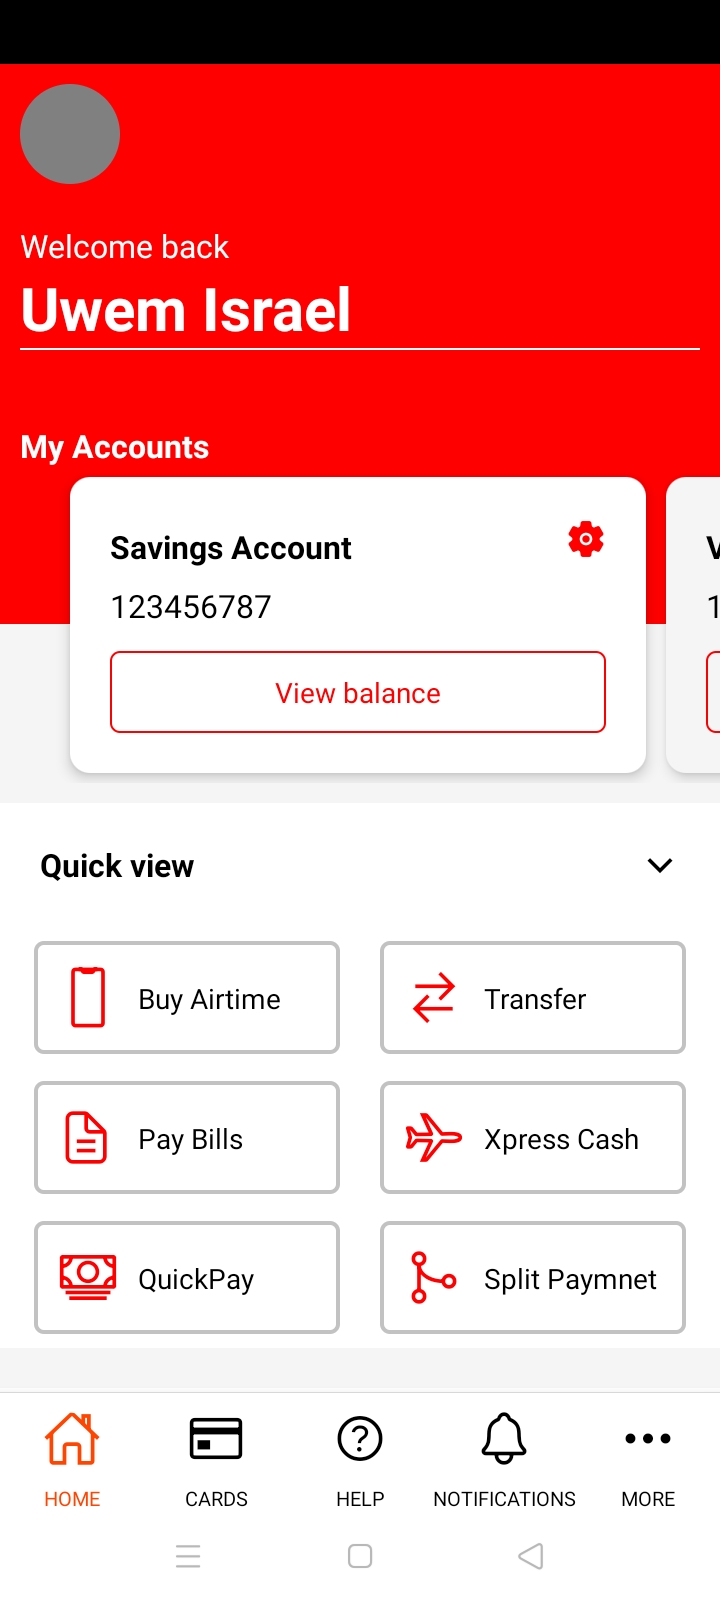 Welcome back
Uwem Israel
My Accounts
Savings Account
123456787
View balance
Quick view
Buy Airtime
Transfer
Pay Bills
Xpress Cash
QuickPay
Split Paymnet
HOME
CARDS
HELP
NOTIFICATIONS
MORE